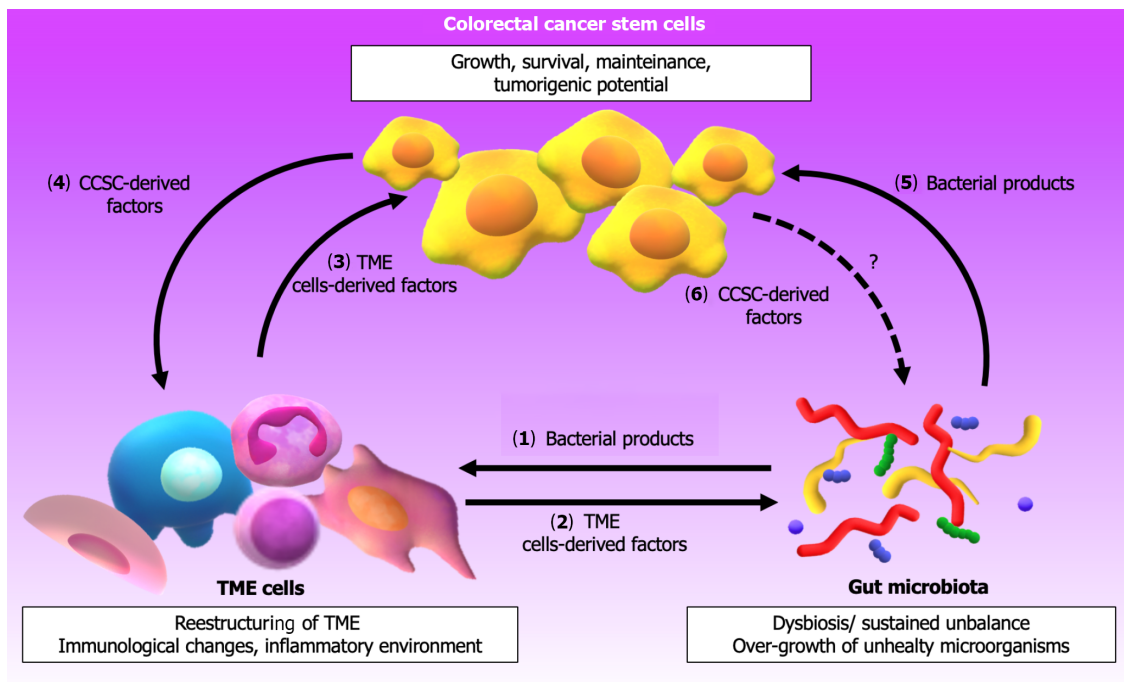 Colorectal cancer stem cells
Growth, survival, mainteinance,
tumorigenic potential
(4) CCSC-derived
factors
(5) Bacterial products
(3) TME
cells-derived factors
?
(6) CCSC-derived
factors
(1) Bacterial products
(2) TME
cells-derived factors
TME cells
Gut microbiota
Reestructuring of TME
Immunological changes, inflammatory environment
Dysbiosis/ sustained unbalance
Over-growth of unhealty microorganisms